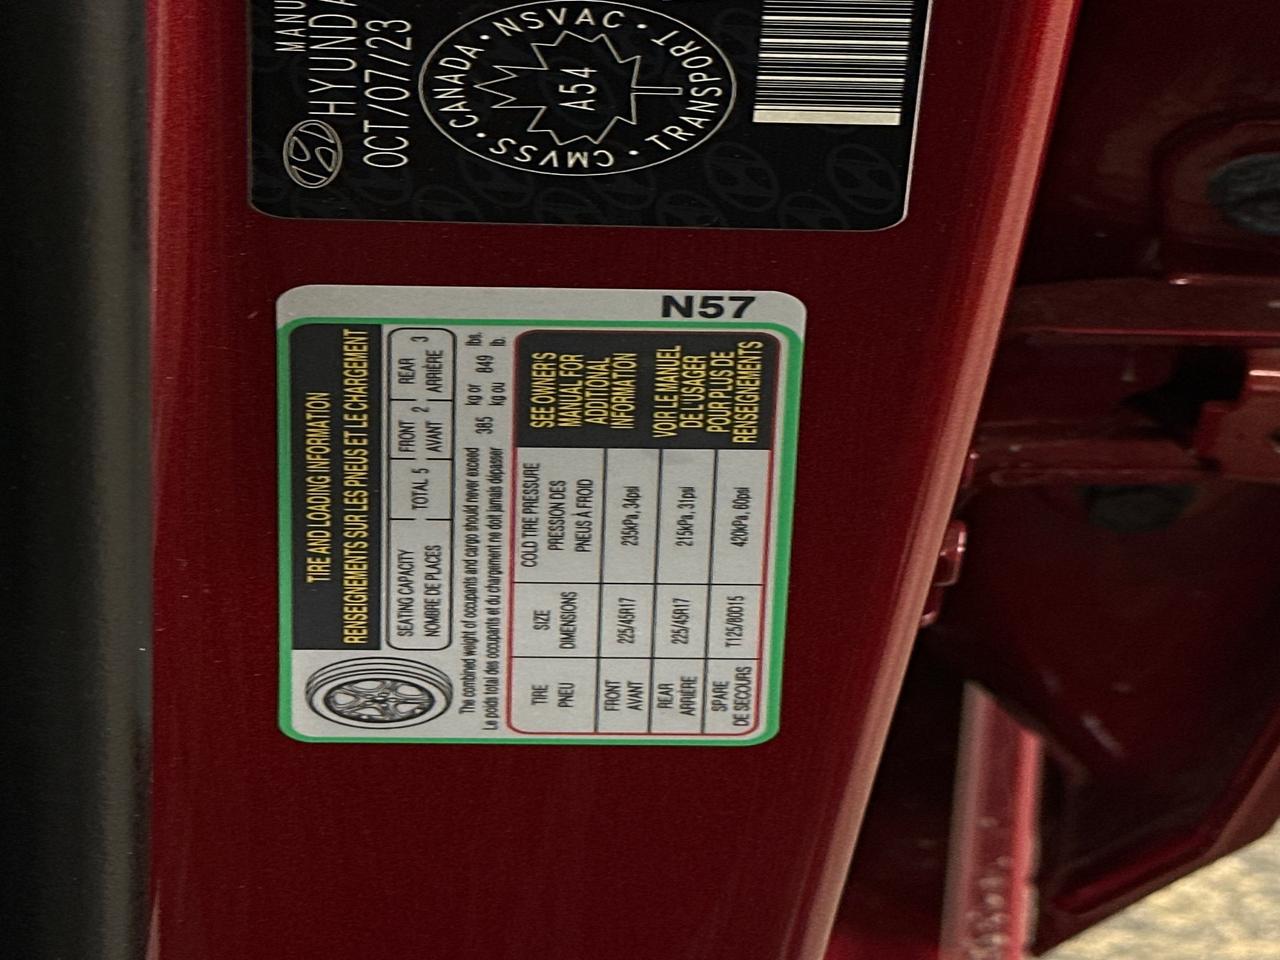 MANU
HYUNDA
OCT/07/23
CMVSS • CANADA • NSVAC • TRANSPORT •
A54
N57
TIRE AND LOADING INFORMATION
RENSEIGNEMENTS SUR LES PNEUS ET LE CHARGEMENT
SEATING CAPACITY TOTAL 5 FRONT 2 REAR 3
NOMBRE DE PLACES AVANT ARRIÈRE
The combined weight of occupants and cargo should never exceed 385 kg or 849 lbs.
Le poids total des occupants et du chargement ne doit jamais dépasser kg ou lb.
TIRE SIZE COLD TIRE PRESSURE
PNEU DIMENSIONS PRESSION DES
PNEUS À FROID
FRONT 225/45R17 235kPa, 34psi
AVANT
REAR 225/45R17 215kPa, 31psi
ARRIÈRE
SPARE T125/80D15 420kPa, 60psi
DE SECOURS
SEE OWNER'S
MANUAL FOR
ADDITIONAL
INFORMATION
VOIR LE MANUEL
DE L'USAGER
POUR PLUS DE
RENSEIGNEMENTS